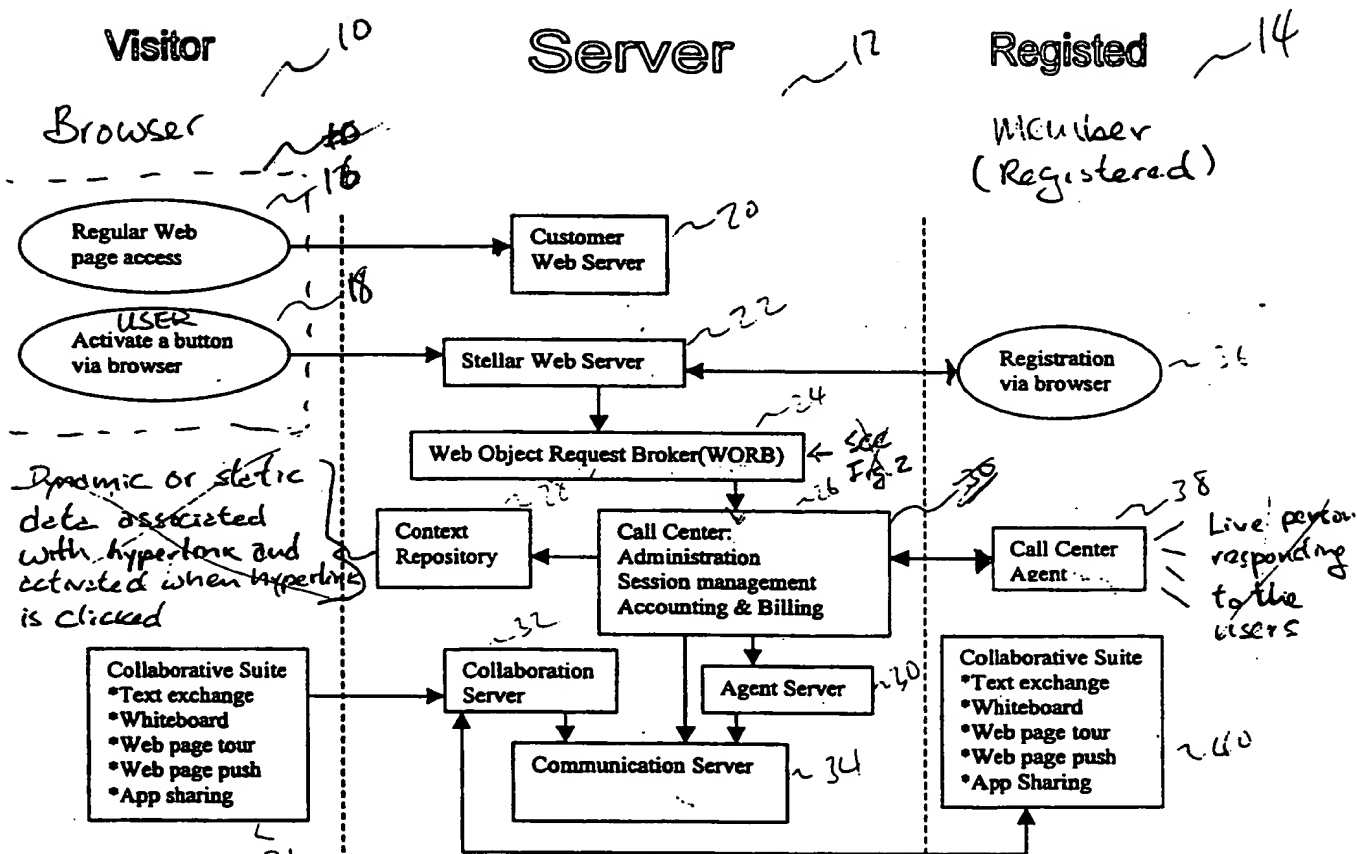 Visitor
10
Server
12
Registed
14
Browser
10
Member
(Registered)
16
Regular Web
page access
Customer
Web Server
20
18
USER
Activate a button
via browser
Stellar Web Server
22
Registration
via browser
36
24
Web Object Request Broker(WORB)
see
Fig. 2
Dynamic or static
data associated
with hyperlink and
activated when hyperlink
is clicked
28
Context
Repository
26
30
Call Center:
Administration
Session management
Accounting & Billing
38
Call Center
Agent
Live person
responding
to the
users
32
Collaboration
Server
Agent Server
30
Collaborative Suite
*Text exchange
*Whiteboard
*Web page tour
*Web page push
*App sharing
Communication Server
34
Collaborative Suite
*Text exchange
*Whiteboard
*Web page tour
*Web page push
*App Sharing
40